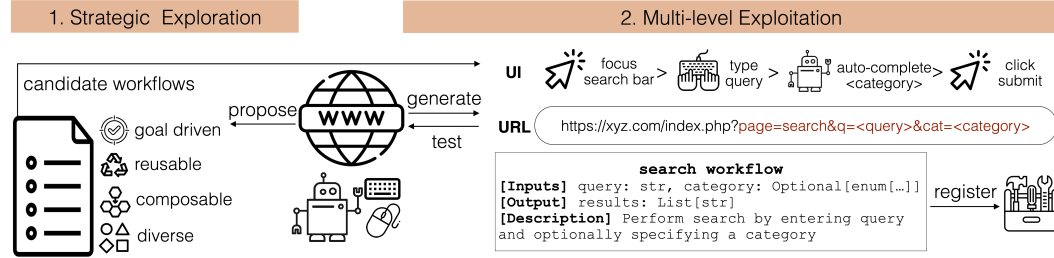 1. Strategic Exploration
2. Multi-level Exploitation
candidate workflows
goal driven
reusable
composable
diverse
propose
WWW
generate
test
UI
focus
search bar
>
type
query
>
auto-complete
<category>
>
click
submit
URL
https://xyz.com/index.php?page=search&q=<query>&cat=<category>
search workflow
[Inputs] query: str, category: Optional[enum[…]]
[Output] results: List[str]
[Description] Perform search by entering query
and optionally specifying a category
register